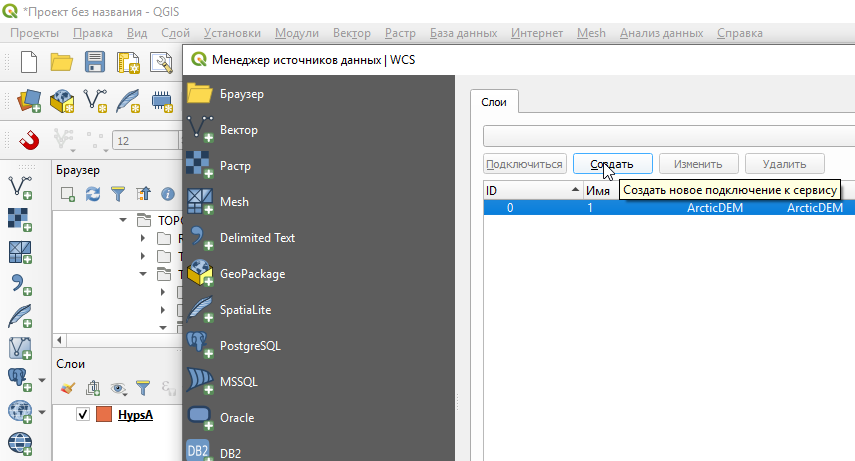 *Проект без названия - QGIS
Проекты Правка Вид Слой Установки Модули Вектор Растр База данных Интернет Mesh Анализ данных Справка
Менеджер источников данных | WCS
Браузер
Вектор
Растр
Mesh
Delimited Text
GeoPackage
SpatiaLite
PostgreSQL
MSSQL
Oracle
DB2
DB2
Слои
Подключиться Создать Изменить Удалить
ID Имя
Создать новое подключение к сервису
0 1 ArcticDEM ArcticDEM
12
Браузер
TOPO
Слои
HypsA